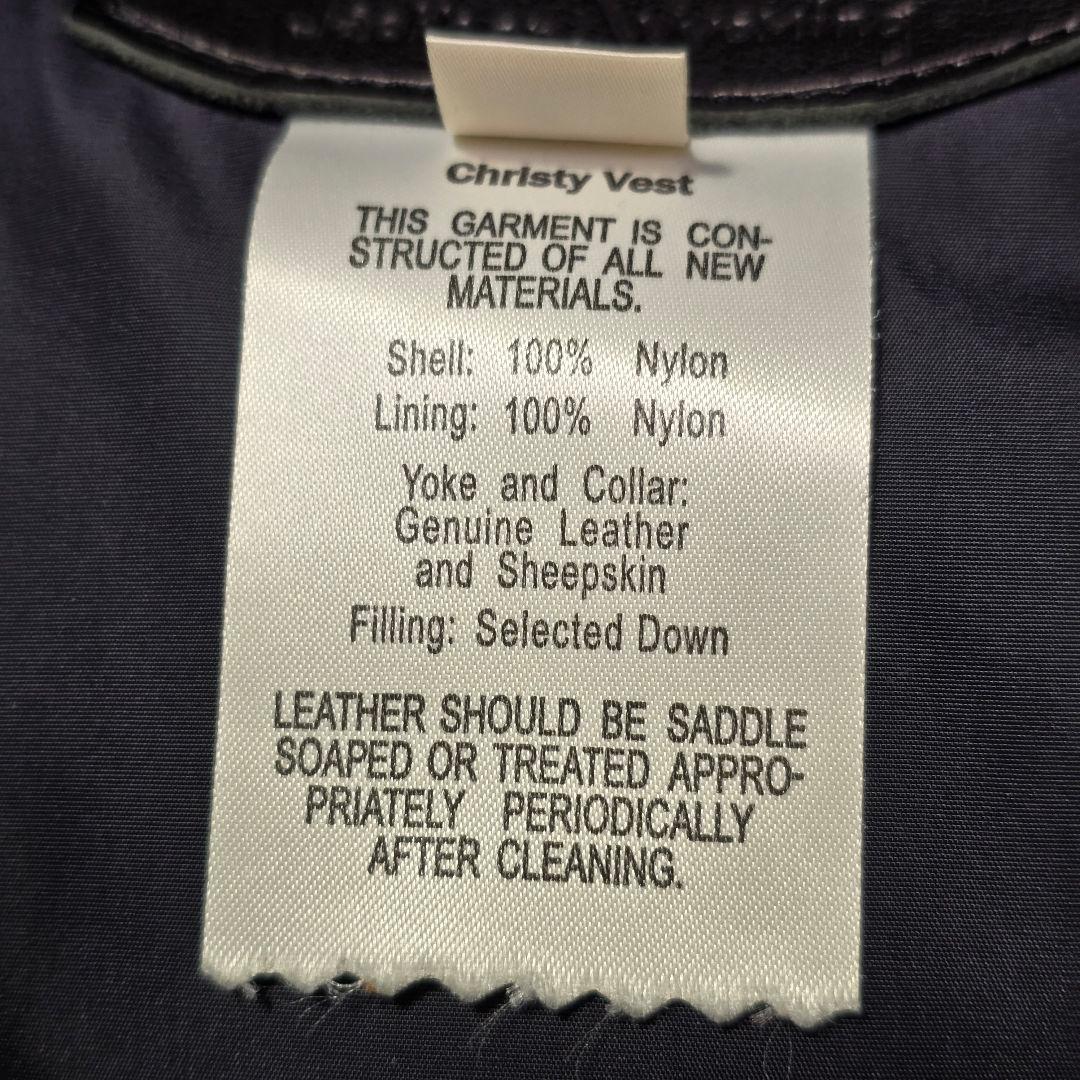 Christy Vest
THIS GARMENT IS CON-
STRUCTED OF ALL NEW
MATERIALS.
Shell: 100% Nylon
Lining: 100% Nylon
Yoke and Collar:
Genuine Leather
and Sheepskin
Filling: Selected Down
LEATHER SHOULD BE SADDLE
SOAPED OR TREATED APPRO-
PRIATELY PERIODICALLY
AFTER CLEANING.